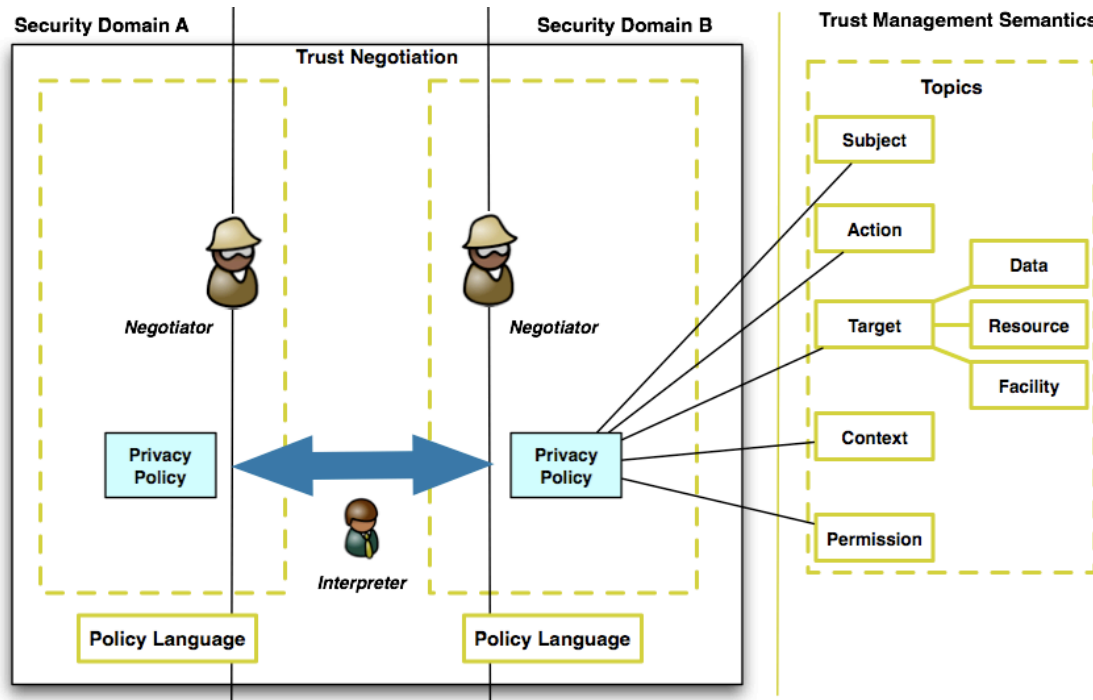 Security Domain A
Security Domain B
Trust Management Semantics
Trust Negotiation
Topics
Subject
Action
Data
Target
Resource
Facility
Negotiator
Negotiator
Privacy
Policy
Privacy
Policy
Context
Permission
Interpreter
Policy Language
Policy Language